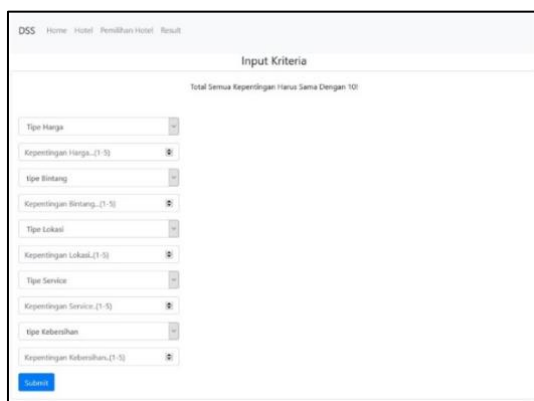 DSS Home Hotel Pemilihan Hotel Result
Input Kriteria
Total Semua Kepentingan Harus Sama Dengan 10!
Tipe Harga
Kepentingan Harga...(1-5)
tipe Bintang
Kepentingan Bintang...(1-5)
Tipe Lokasi
Kepentingan Lokasi..(1-5)
Tipe Service
Kepentingan Service..(1-5)
tipe Kebersihan
Kepentingan Kebersihan..(1-5)
Submit